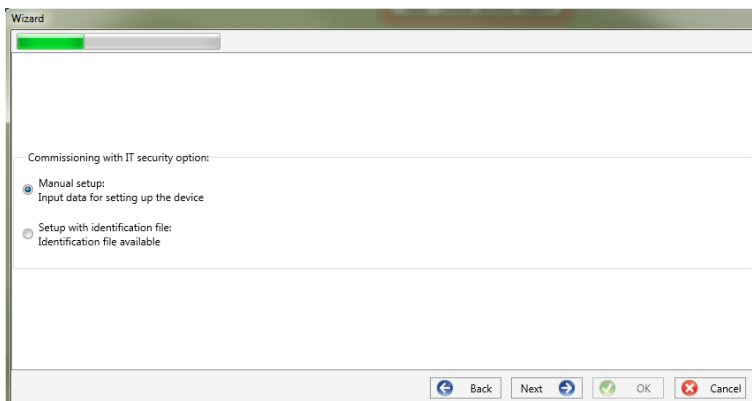 Wizard
Commissioning with IT security option:
Manual setup:
Input data for setting up the device
Setup with identification file:
Identification file available
Back Next OK Cancel